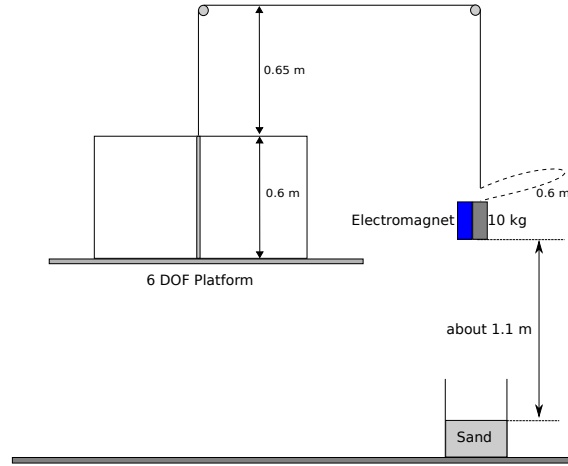 0.65 m
0.6 m
0.6 m
Electromagnet
10 kg
6 DOF Platform
about 1.1 m
Sand